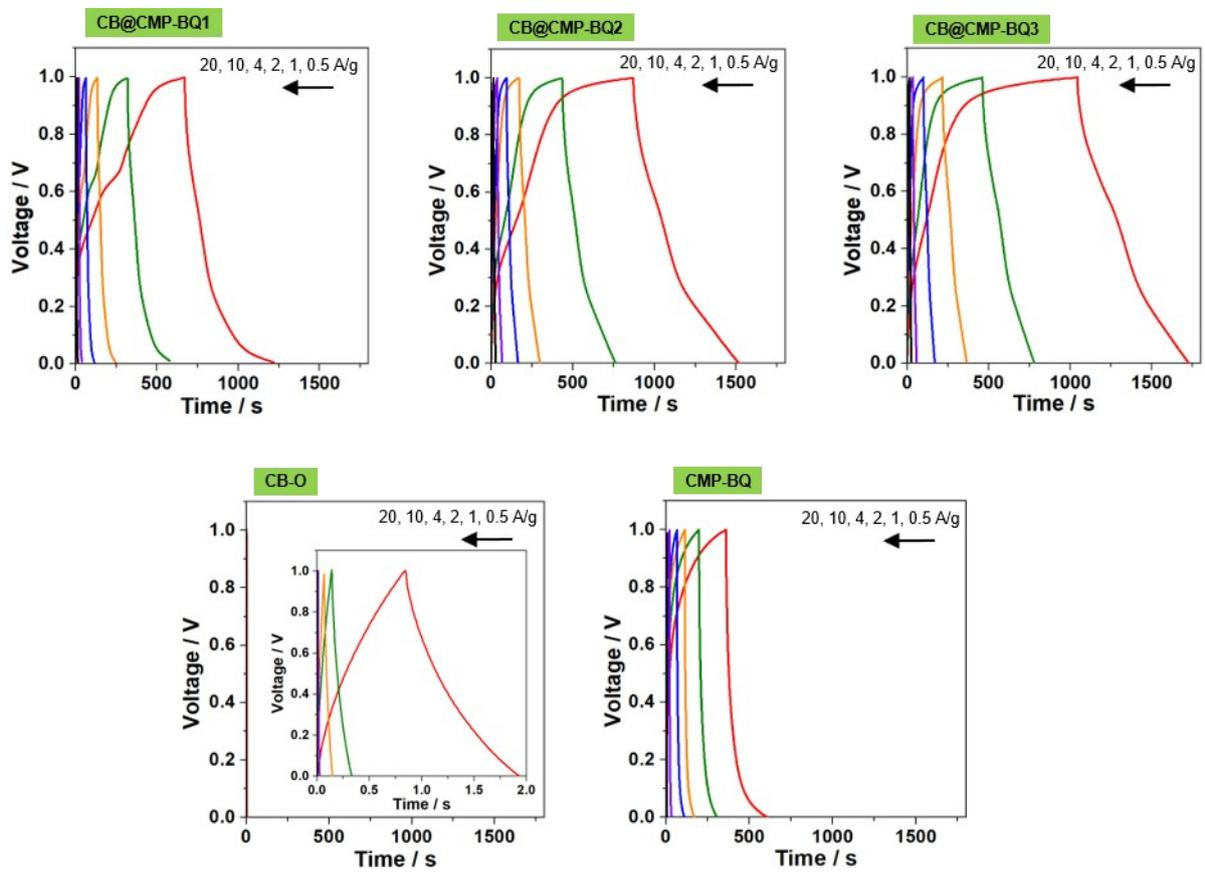 CB@CMP-BQ1
20, 10, 4, 2, 1, 0.5 A/g
Voltage / V
1.0
0.8
0.6
0.4
0.2
0.0
0 500 1000 1500
Time / s
CB@CMP-BQ2
20, 10, 4, 2, 1, 0.5 A/g
Voltage / V
1.0
0.8
0.6
0.4
0.2
0.0
0 500 1000 1500
Time / s
CB@CMP-BQ3
20, 10, 4, 2, 1, 0.5 A/g
Voltage / V
1.0
0.8
0.6
0.4
0.2
0.0
0 500 1000 1500
Time / s
CB-O
20, 10, 4, 2, 1, 0.5 A/g
Voltage / V
1.0
0.8
0.6
0.4
0.2
0.0
0 500 1000 1500
Time / s
Voltage / V
1.0
0.8
0.6
0.4
0.2
0.0
0.0 0.5 1.0 1.5 2.0
Time / s
CMP-BQ
20, 10, 4, 2, 1, 0.5 A/g
Voltage / V
1.0
0.8
0.6
0.4
0.2
0.0
0 500 1000 1500
Time / s